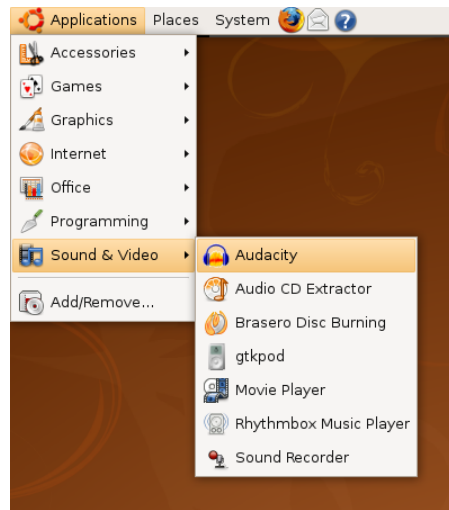 Applications Places System
Accessories
Games
Graphics
Internet
Office
Programming
Sound & Video
Add/Remove...
Audacity
Audio CD Extractor
Brasero Disc Burning
gtkpod
Movie Player
Rhythmbox Music Player
Sound Recorder